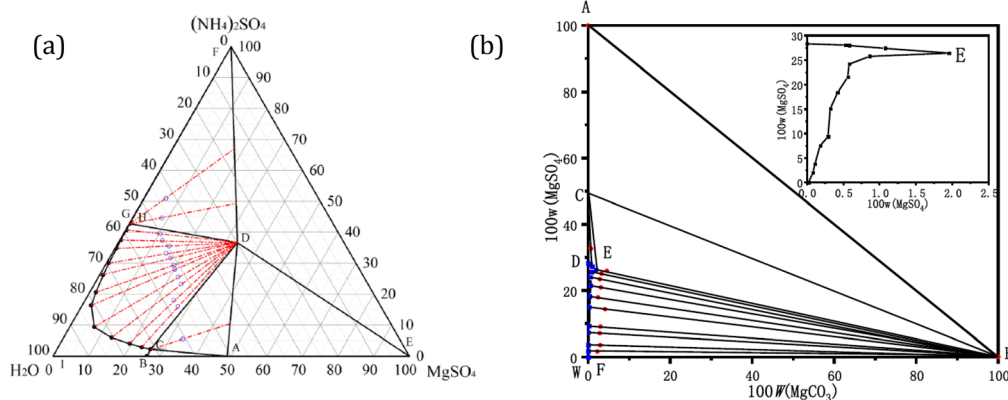 (a)
(NH₄)₂SO₄
0 100
F
10 90
20 80
30 70
40 60
50 50
G H
60 40
70 D 30
80 20
90 10
100 B A E 0
H₂O 0 I 10 20 30 40 50 60 70 80 90 100 MgSO₄
(b)
A
100
80
60
40
20
0
100w(MgSO₄)
C
D
E
W F
0 20 40 60 80 100
100W(MgCO₃)
30
25
20
15
10
5
0
100w(MgSO₄)
E
0.0 0.5 1.0 1.5 2.0 2.5
100w(MgSO₄)